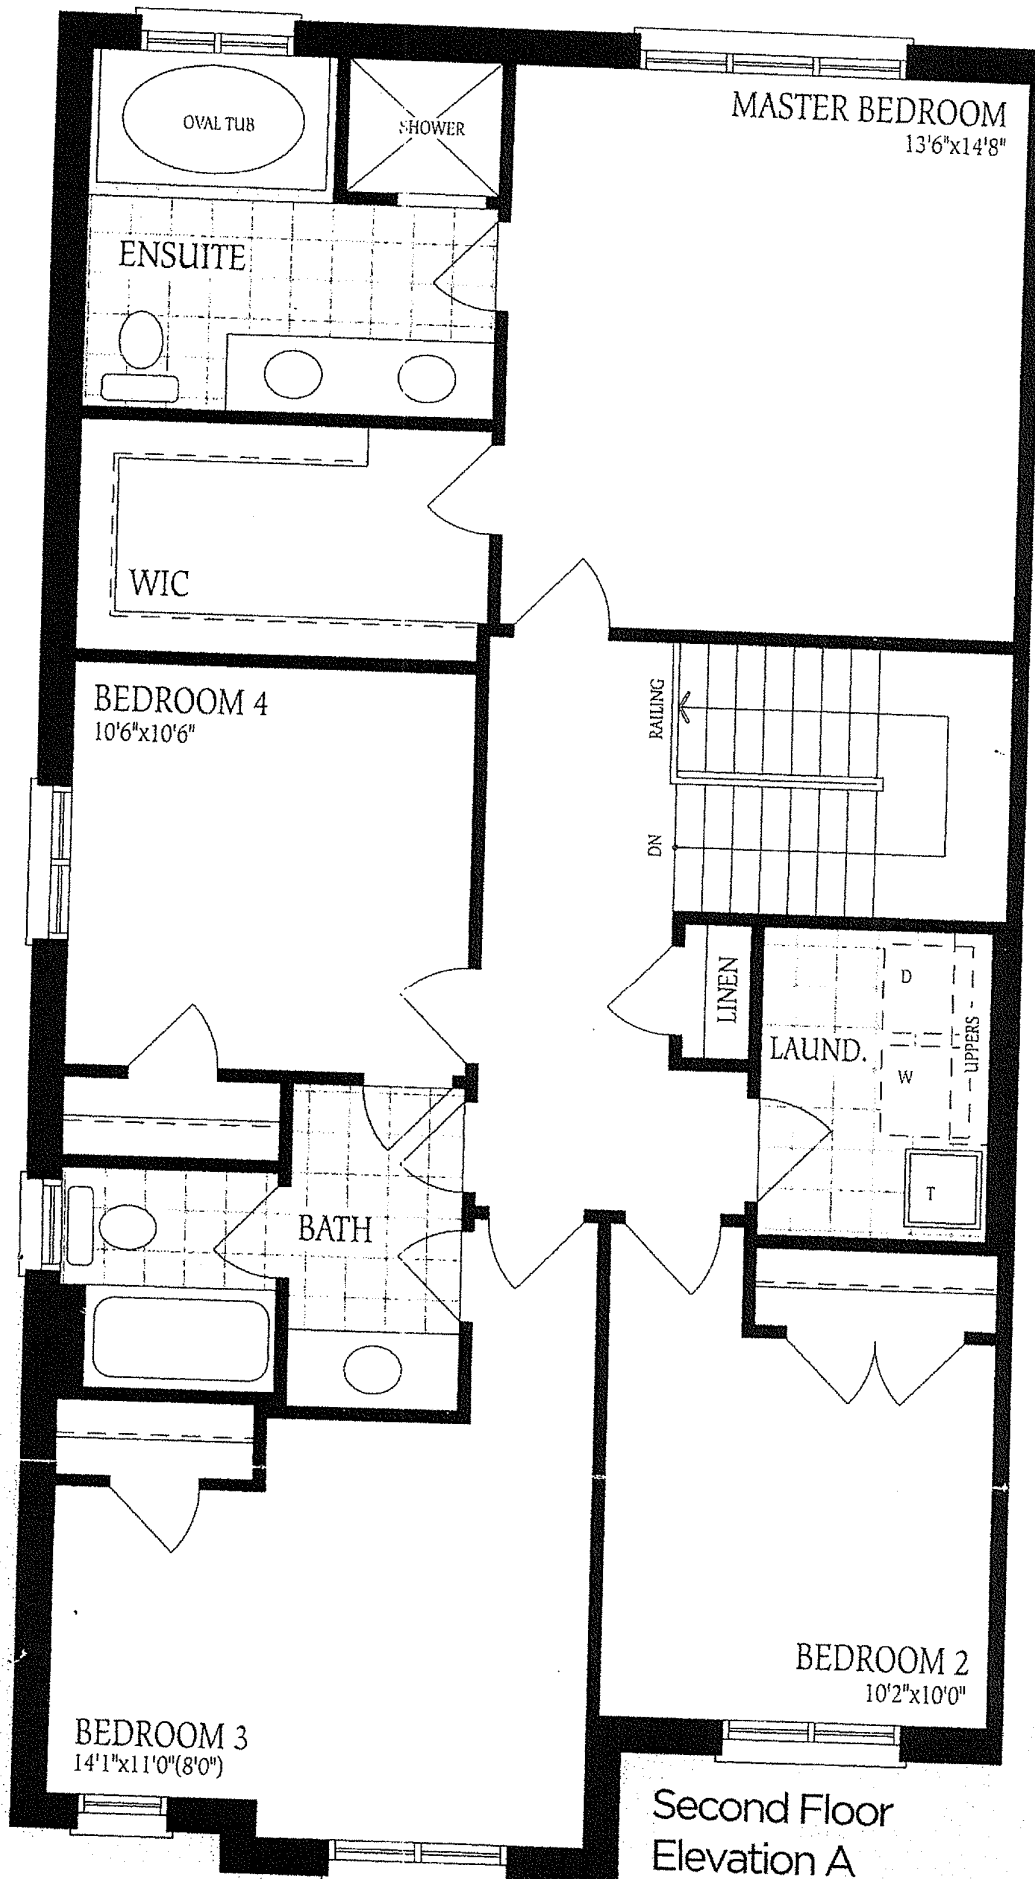 OVAL TUB
SHOWER
MASTER BEDROOM
13'6"x14'8"
ENSUITE
WIC
BEDROOM 4
10'6"x10'6"
RAILING
DN
LINEN
LAUND.
D
W
UPPERS
T
BATH
BEDROOM 2
10'2"x10'0"
BEDROOM 3
14'1"x11'0"(8'0")
Second Floor
Elevation A